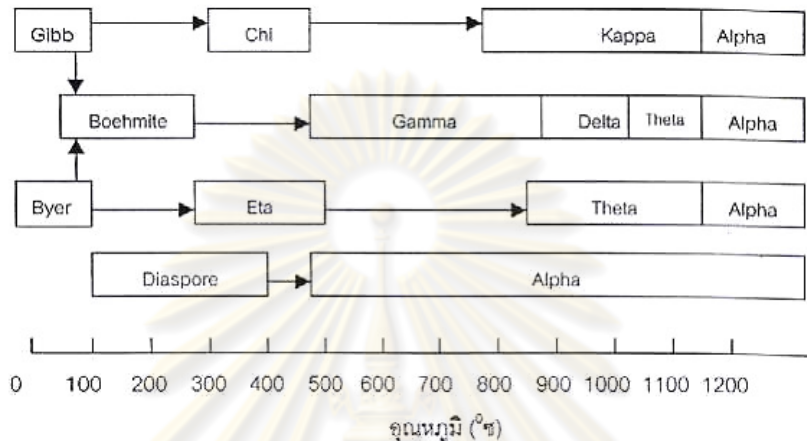 Gibb Chi Kappa Alpha
Boehmite Gamma Delta Theta Alpha
Byer Eta Theta Alpha
Diaspore Alpha
0 100 200 300 400 500 600 700 800 900 1000 1100 1200
อุณหภูมิ (⁰ซ)